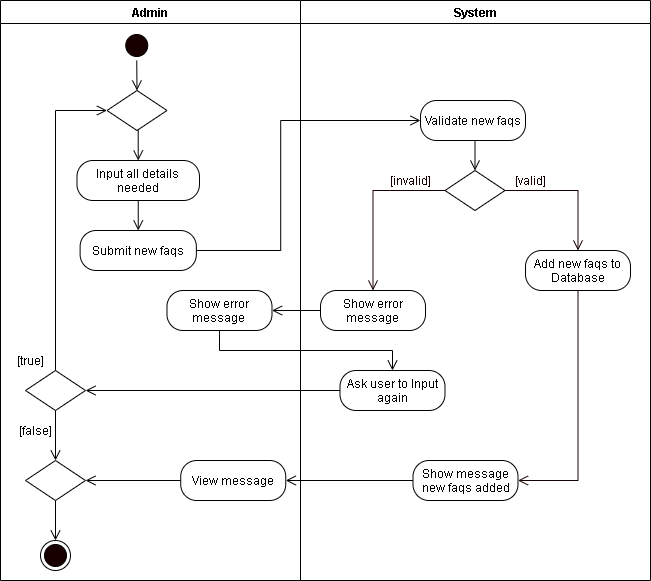 Admin
System
Validate new faqs
Input all details
needed
[invalid]
[valid]
Submit new faqs
Add new faqs to
Database
Show error
message
Show error
message
[true]
Ask user to Input
again
[false]
View message
Show message
new faqs added